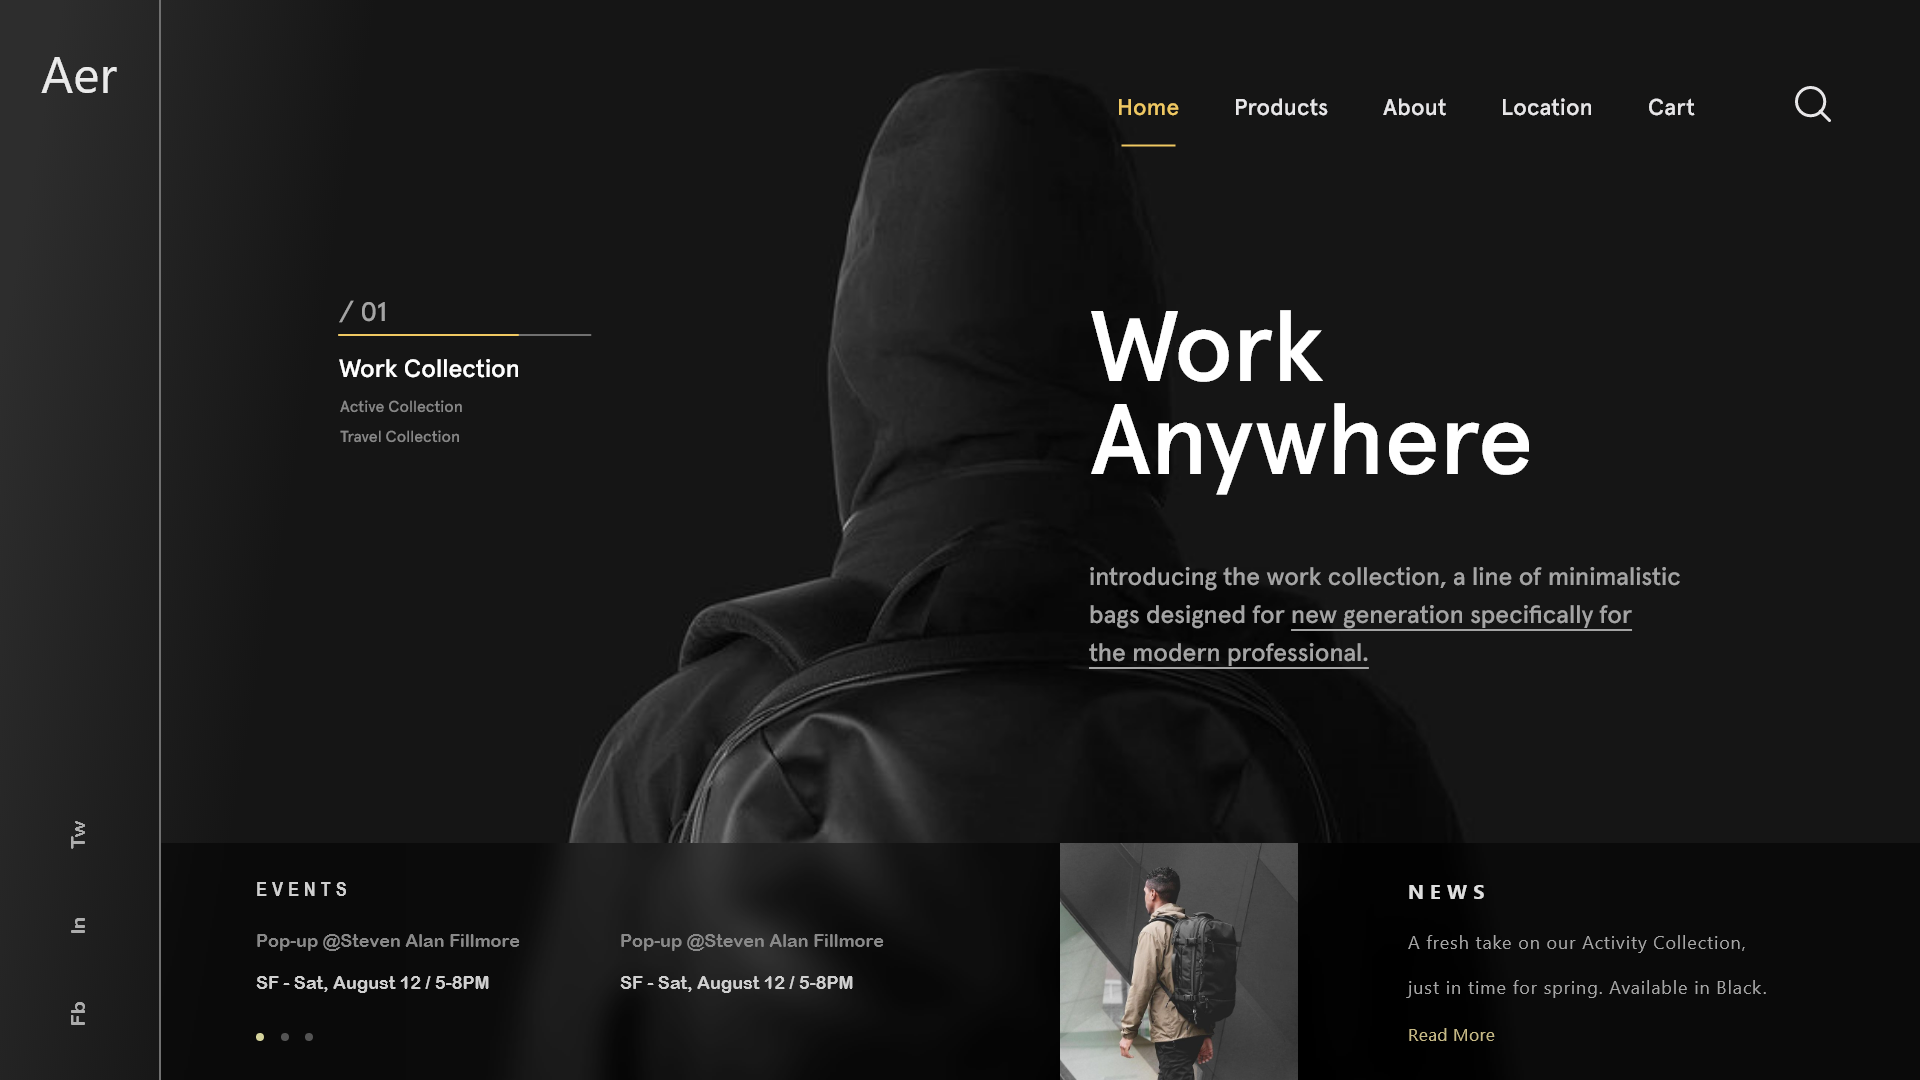 Aer
Home
Products
About
Location
Cart
/ 01
Work Collection
Active Collection
Travel Collection
Work
Anywhere
introducing the work collection, a line of minimalistic
bags designed for new generation specifically for
the modern professional.
Tw
In
Fb
EVENTS
Pop-up @Steven Alan Fillmore
SF - Sat, August 12 / 5-8PM
Pop-up @Steven Alan Fillmore
SF - Sat, August 12 / 5-8PM
NEWS
A fresh take on our Activity Collection,
just in time for spring. Available in Black.
Read More